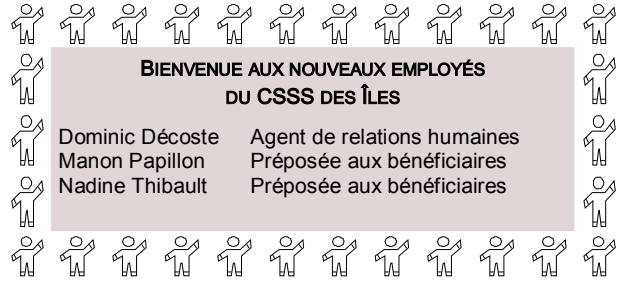 BIENVENUE AUX NOUVEAUX EMPLOYÉS
DU CSSS DES ÎLES
Dominic Décoste Agent de relations humaines
Manon Papillon Préposée aux bénéficiaires
Nadine Thibault Préposée aux bénéficiaires